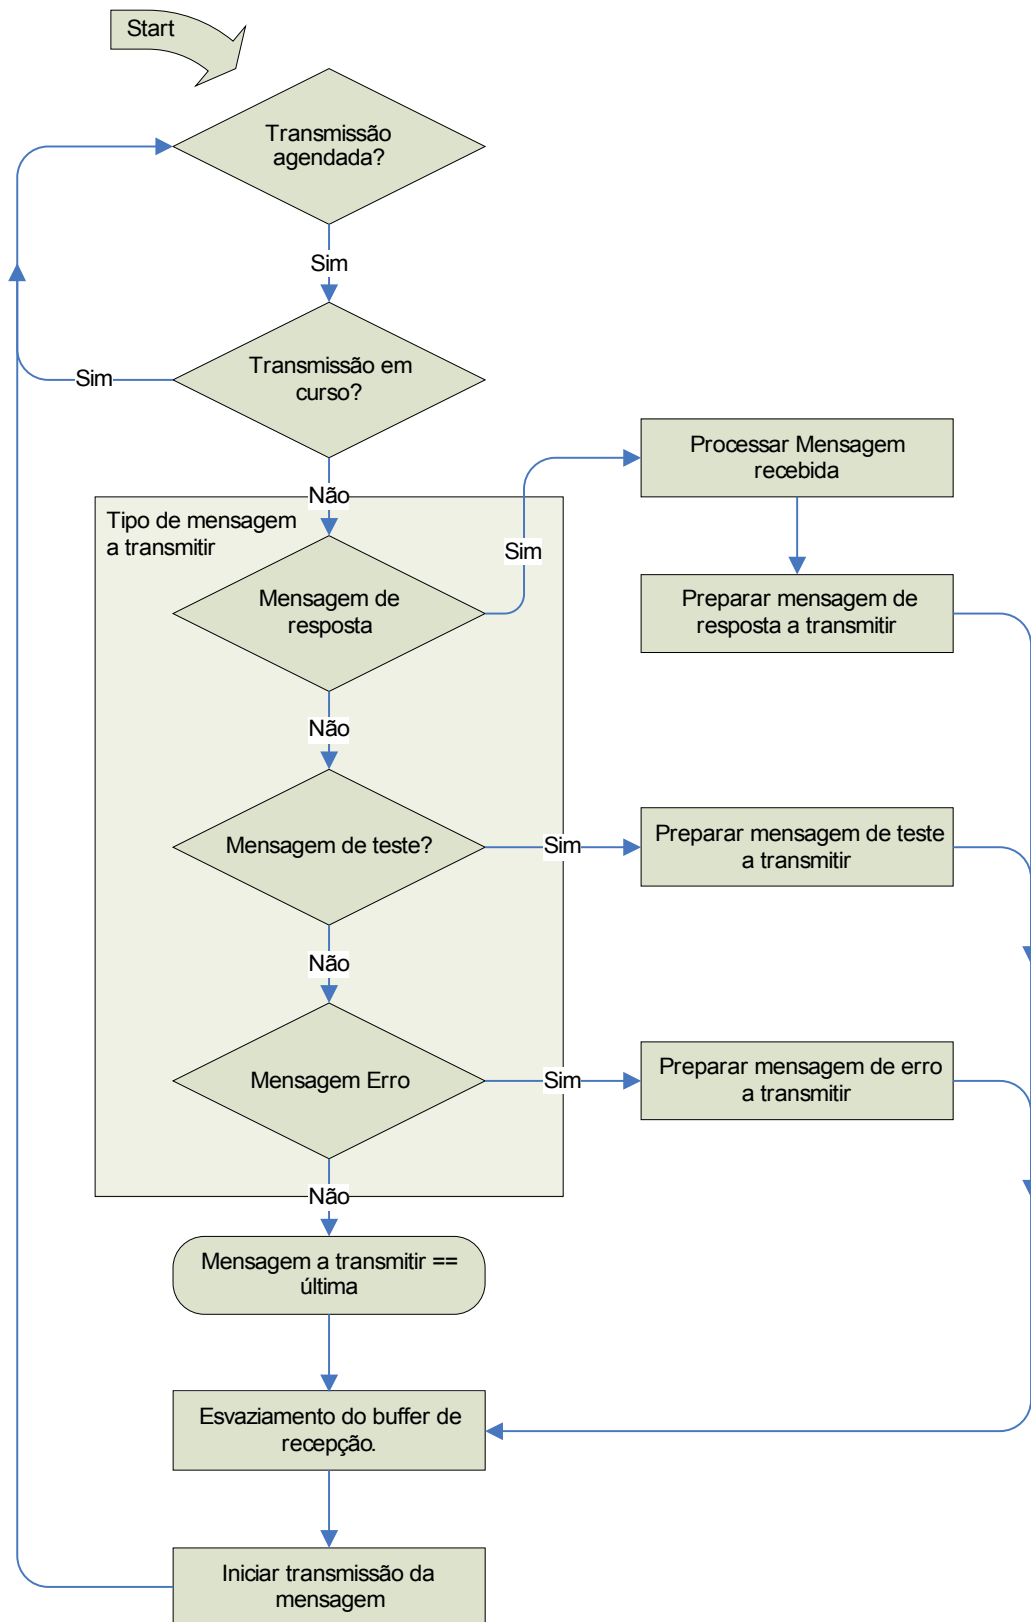 Start
Transmissão
agendada?
Sim
Transmissão em
curso?
Sim
Não
Processar Mensagem
recebida
Tipo de mensagem
a transmitir
Sim
Mensagem de
resposta
Preparar mensagem de
resposta a transmitir
Não
Mensagem de teste?
Sim
Preparar mensagem de teste
a transmitir
Não
Mensagem Erro
Sim
Preparar mensagem de erro
a transmitir
Não
Mensagem a transmitir ==
última
Esvaziamento do buffer de
recepção.
Iniciar transmissão da
mensagem